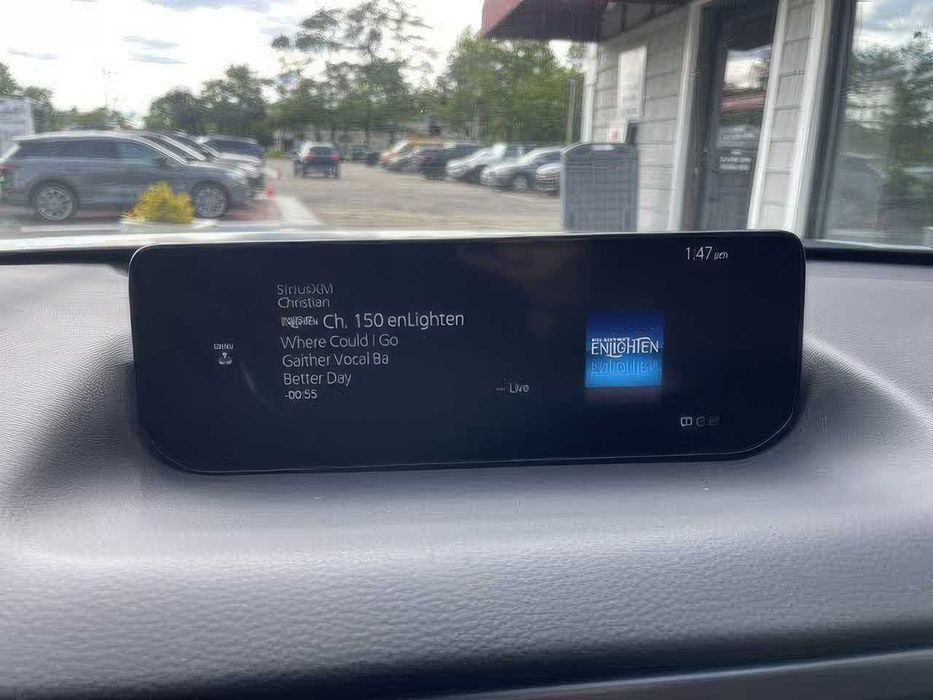 1:47
SiriusXM
Christian
Ch. 150 enLighten
Where Could I Go
Gaither Vocal Ba
Better Day
-00:55
Live
ENLIGHTEN